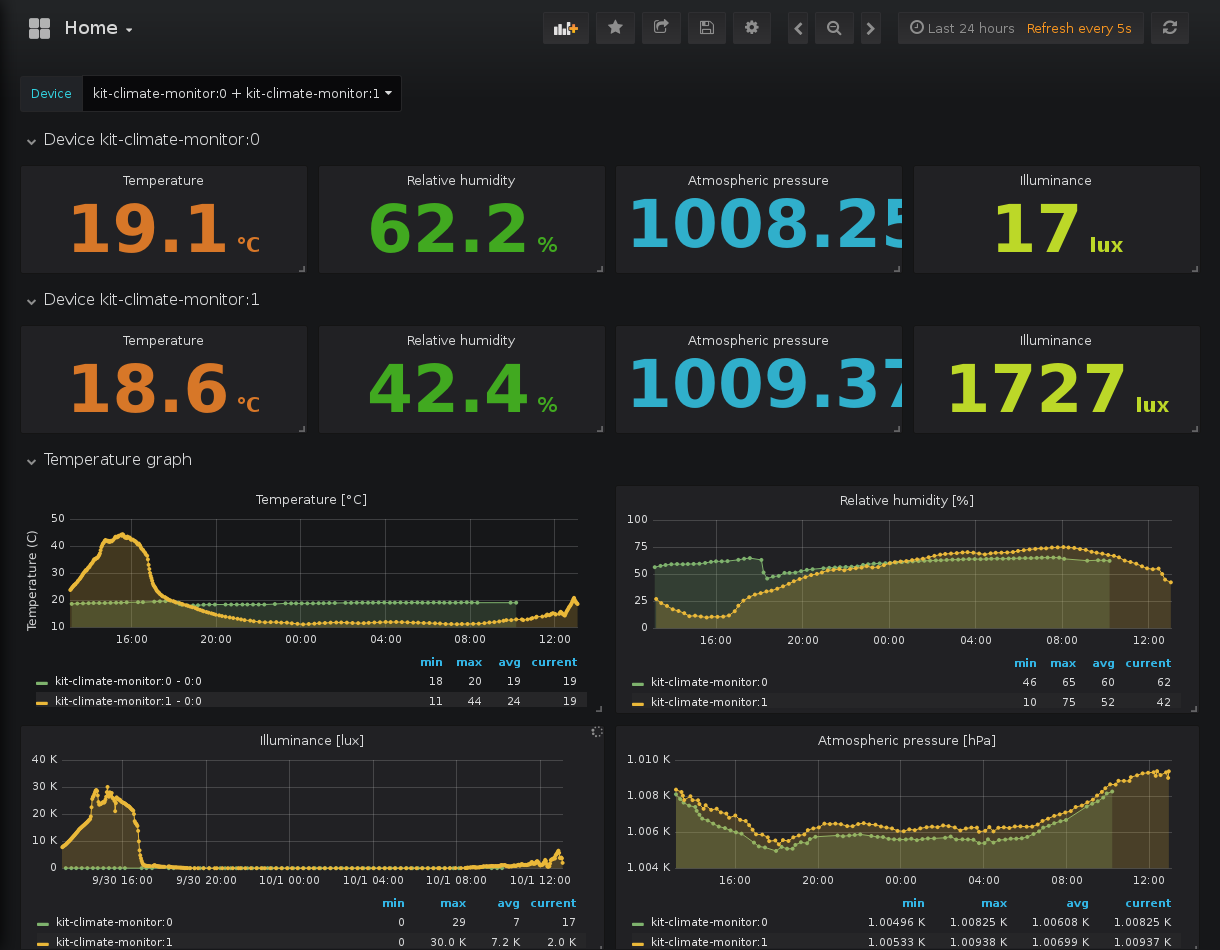 Home
Last 24 hours Refresh every 5s
Device kit-climate-monitor:0 + kit-climate-monitor:1
Device kit-climate-monitor:0
Temperature Relative humidity Atmospheric pressure Illuminance
19.1 °C 62.2 % 1008.25 17 lux
Device kit-climate-monitor:1
Temperature Relative humidity Atmospheric pressure Illuminance
18.6 °C 42.4 % 1009.37 1727 lux
Temperature graph
Temperature [°C]
Temperature (C)
50
40
30
20
10
16:00 20:00 00:00 04:00 08:00 12:00
min max avg current
kit-climate-monitor:0 - 0:0 18 20 19 19
kit-climate-monitor:1 - 0:0 11 44 24 19
Relative humidity [%]
100
75
50
25
0
16:00 20:00 00:00 04:00 08:00 12:00
min max avg current
kit-climate-monitor:0 46 65 60 62
kit-climate-monitor:1 10 75 52 42
Illuminance [lux]
40 K
30 K
20 K
10 K
0
9/30 16:00 9/30 20:00 10/1 00:00 10/1 04:00 10/1 08:00 10/1 12:00
min max avg current
kit-climate-monitor:0 0 29 7 17
kit-climate-monitor:1 0 30.0 K 7.2 K 2.0 K
Atmospheric pressure [hPa]
1.010 K
1.008 K
1.006 K
1.004 K
16:00 20:00 00:00 04:00 08:00 12:00
min max avg current
kit-climate-monitor:0 1.00496 K 1.00825 K 1.00608 K 1.00825 K
kit-climate-monitor:1 1.00533 K 1.00938 K 1.00699 K 1.00937 K